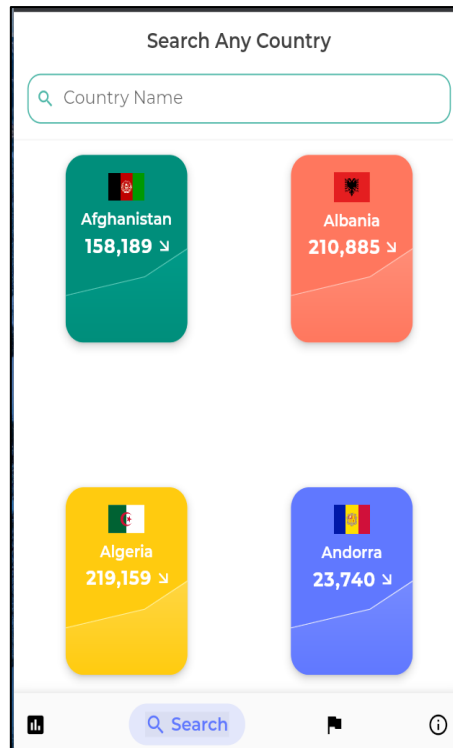 Search Any Country
Country Name
Afghanistan
158,189
Albania
210,885
Algeria
219,159
Andorra
23,740
Search